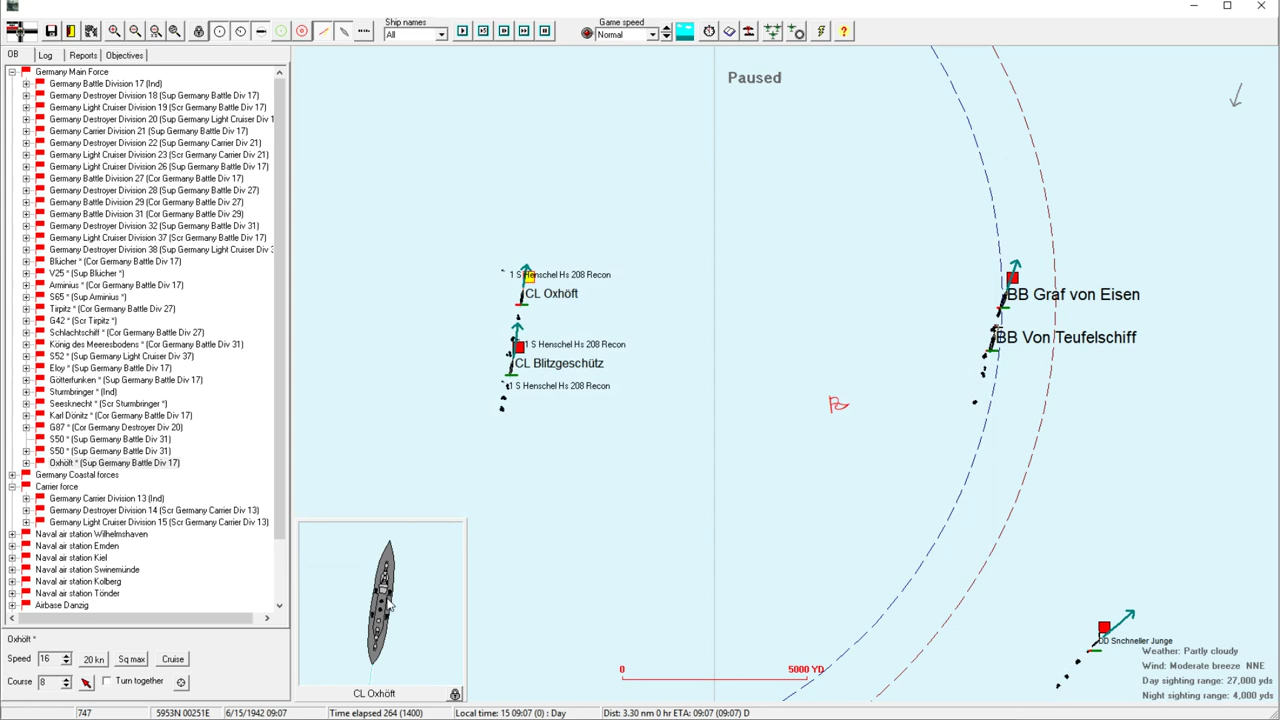 Ship names
All
Game speed
Normal
OB
Log
Reports
Objectives
Germany Main Force
Germany Battle Division 17 (Ind)
Germany Destroyer Division 18 (Sup Germany Battle Div 17)
Germany Light Cruiser Division 19 (Scr Germany Battle Div 17)
Germany Destroyer Division 20 (Sup Germany Light Cruiser Div 1
Germany Carrier Division 21 (Sup Germany Battle Div 17)
Germany Destroyer Division 22 (Sup Germany Carrier Div 21)
Germany Light Cruiser Division 23 (Scr Germany Carrier Div 21)
Germany Light Cruiser Division 26 (Sup Germany Battle Div 17)
Germany Battle Division 27 (Cor Germany Battle Div 17)
Germany Destroyer Division 28 (Sup Germany Battle Div 27)
Germany Battle Division 29 (Cor Germany Battle Div 27)
Germany Battle Division 31 (Cor Germany Battle Div 29)
Germany Destroyer Division 32 (Sup Germany Battle Div 31)
Germany Light Cruiser Division 37 (Scr Germany Battle Div 17)
Germany Destroyer Division 38 (Sup Germany Light Cruiser Div 3
Blücher * (Cor Germany Battle Div 17)
V25 * (Sup Blücher *)
Arminius * (Cor Germany Battle Div 17)
S65 * (Sup Arminius *)
Tirpitz * (Cor Germany Battle Div 27)
G42 * (Scr Tirpitz *)
Schlachtschiff * (Cor Germany Battle Div 27)
König des Meeresbodens * (Cor Germany Battle Div 31)
S52 * (Sup Germany Light Cruiser Div 37)
Eloy * (Sup Germany Battle Div 17)
Götterfunken * (Sup Germany Battle Div 17)
Sturmbringer * (Ind)
Seesknecht * (Scr Sturmbringer *)
Karl Dönitz * (Cor Germany Battle Div 17)
G87 * (Cor Germany Destroyer Div 20)
S50 * (Sup Germany Battle Div 31)
S50 * (Sup Germany Battle Div 31)
Oxhöft * (Sup Germany Battle Div 17)
Germany Coastal forces
Carrier force
Germany Carrier Division 13 (Ind)
Germany Destroyer Division 14 (Scr Germany Carrier Div 13)
Germany Light Cruiser Division 15 (Scr Germany Carrier Div 13)
Naval air station Wilhelmshaven
Naval air station Emden
Naval air station Kiel
Naval air station Swinemünde
Naval air station Kolberg
Naval air station Tönder
Airbase Danzig
Oxhöft *
Speed 16 20 kn Sq max Cruise
Course 8 Turn together
Paused
1 S Henschel Hs 208 Recon
CL Oxhöft
1 S Henschel Hs 208 Recon
CL Blitzgeschütz
1 S Henschel Hs 208 Recon
BB Graf von Eisen
BB Von Teufelschiff
DD Snchneller Junge
CL Oxhöft
0 5000 YD
Weather: Partly cloudy
Wind: Moderate breeze NNE
Day sighting range: 27,000 yds
Night sighting range: 4,000 yds
747
5953N 00251E
6/15/1942 09:07
Time elapsed 264 (1400)
Local time: 15 09:07 (0) : Day
Dist: 3.30 nm 0 hr ETA: 09:07 (09:07) D